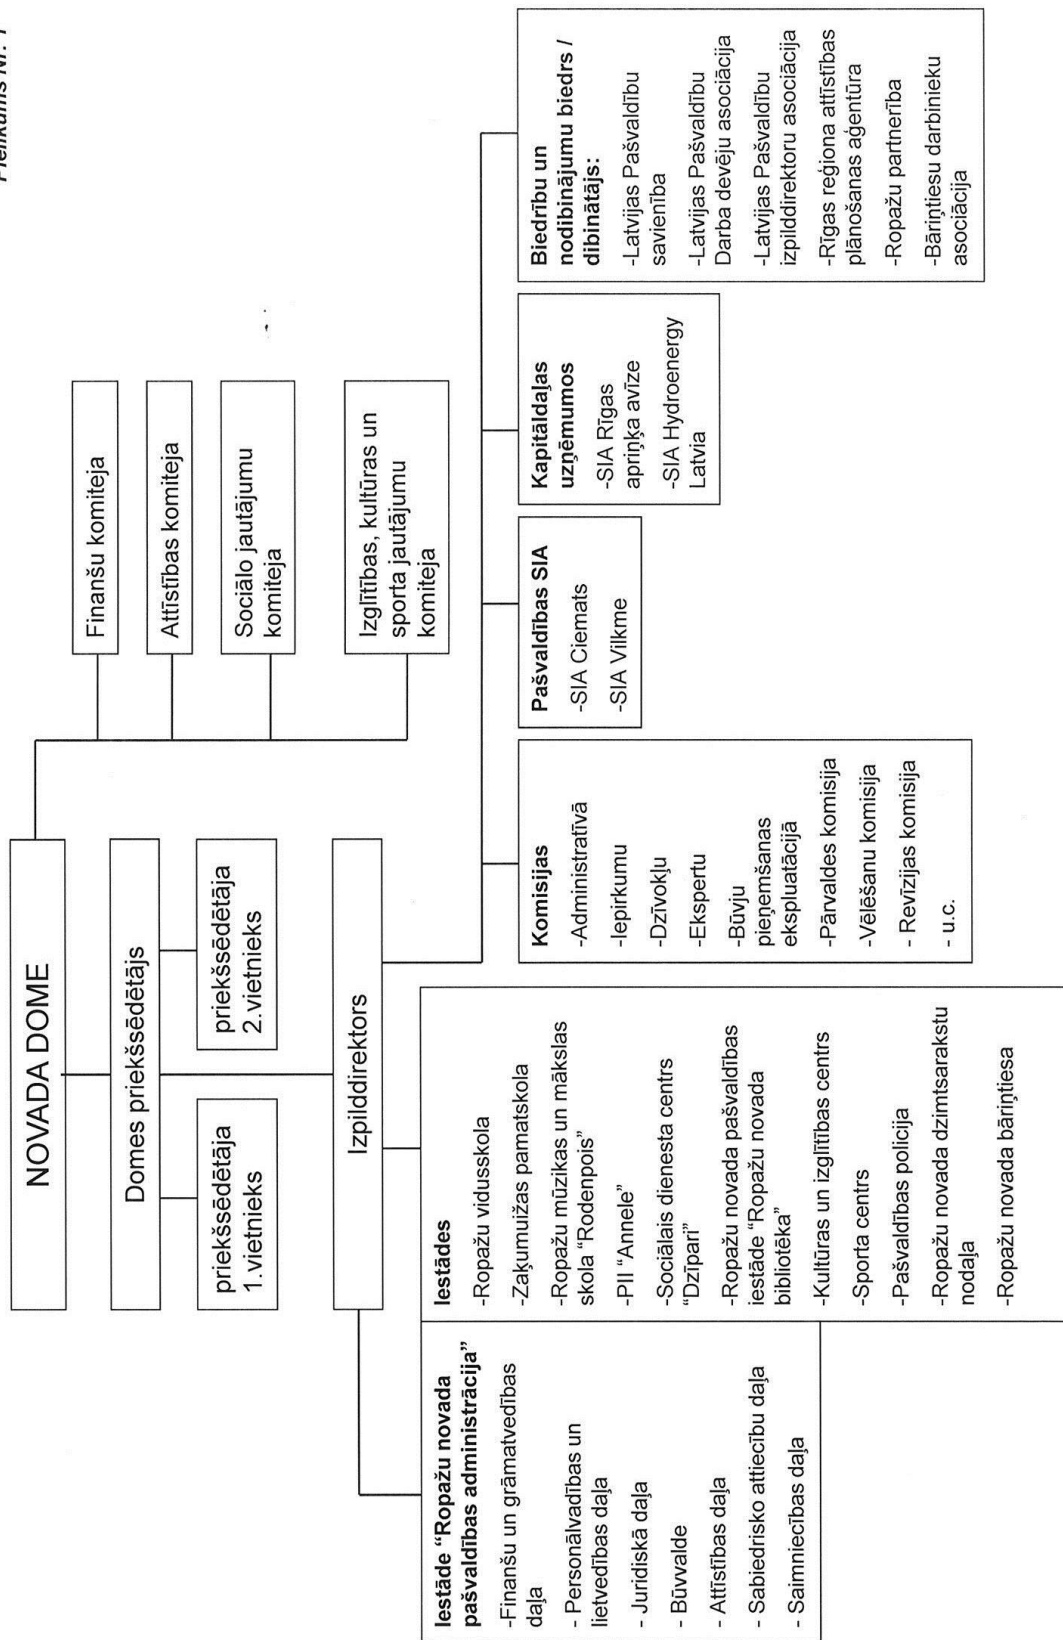 Pielikums Nr. 1
NOVADA DOME
Domes priekšsēdētājs
priekšsēdētāja
1.vietnieks
priekšsēdētāja
2.vietnieks
Izpilddirektors
Finanšu komiteja
Attīstības komiteja
Sociālo jautājumu
komiteja
Izglītības, kultūras un
sporta jautājumu
komiteja
Iestāde “Ropažu novada
pašvaldības administrācija”
-Finanšu un grāmatvedības
daļa
- Personālvadības un
lietvedības daļa
- Juridiskā daļa
- Būvvalde
- Attīstības daļa
- Sabiedrisko attiecību daļa
- Saimniecības daļa
Iestādes
-Ropažu vidusskola
-Zaķumuižas pamatskola
-Ropažu mūzikas un mākslas
skola “Rodenpois”
-PII “Annele”
-Sociālais dienesta centrs
“Dzīpari”
-Ropažu novada pašvaldības
iestāde “Ropažu novada
bibliotēka”
-Kultūras un izglītības centrs
-Sporta centrs
-Pašvaldības policija
-Ropažu novada dzimtsarakstu
nodaļa
-Ropažu novada bāriņtiesa
Komisijas
-Administratīvā
-Iepirkumu
-Dzīvokļu
-Ekspertu
-Būvju
pieņemšanas
ekspluatācijā
-Pārvaldes komisija
-Vēlēšanu komisija
- Revīzijas komisija
- u.c.
Pašvaldības SIA
-SIA Ciemats
-SIA Vilkme
Kapitāldaļas
uzņēmumos
-SIA Rīgas
apriņķa avīze
-SIA Hydroenergy
Latvia
Biedrību un
nodibinājumu biedrs /
dibinātājs:
-Latvijas Pašvaldību
savienība
-Latvijas Pašvaldību
Darba devēju asociācija
-Latvijas Pašvaldību
izpilddirektoru asociācija
-Rīgas reģiona attīstības
plānošanas aģentūra
-Ropažu partnerība
-Bāriņtiesu darbinieku
asociācija